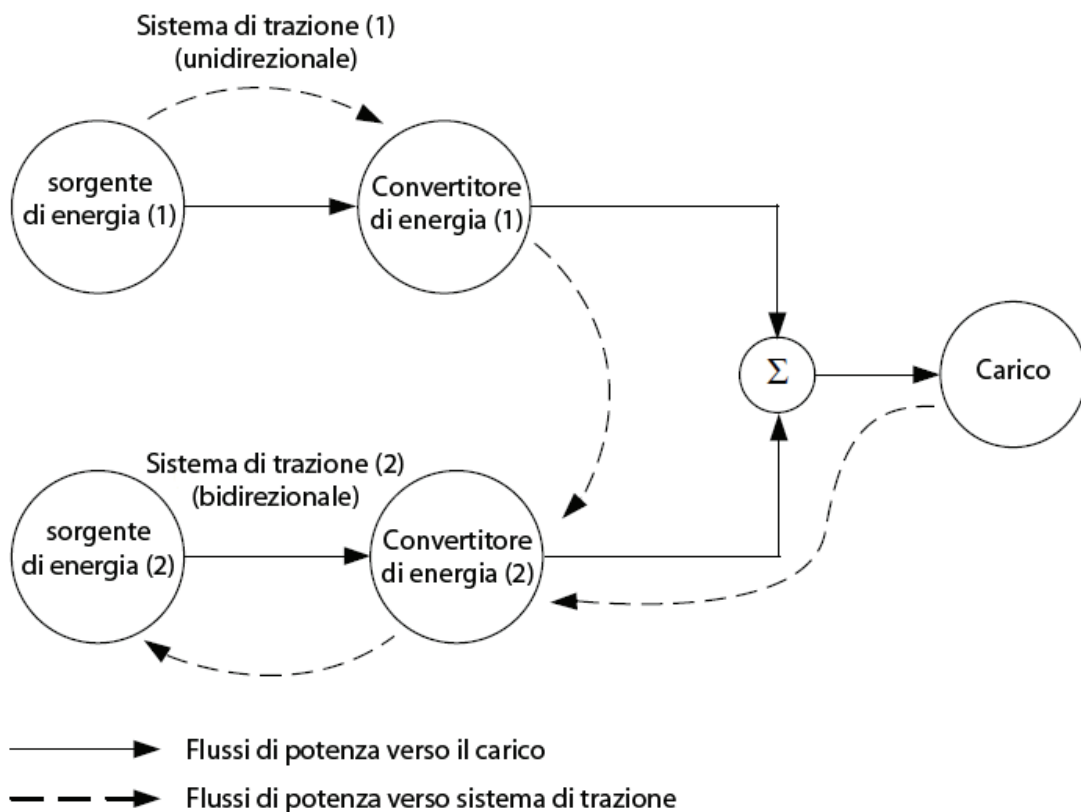 Sistema di trazione (1)
(unidirezionale)
sorgente
di energia (1)
Convertitore
di energia (1)
Σ
Carico
Sistema di trazione (2)
(bidirezionale)
sorgente
di energia (2)
Convertitore
di energia (2)
Flussi di potenza verso il carico
Flussi di potenza verso sistema di trazione